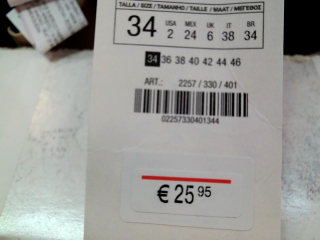 TALLA / SIZE / TAMANHO / TAILLE / MAAT / ΜΕΓΕΘΟΣ
34 USA 2 MEX 24 UK 6 IT 38 BR 34
34 36 38 40 42 44 46
ART.: 2257 / 330 / 401
02257330401344
€ 25 95